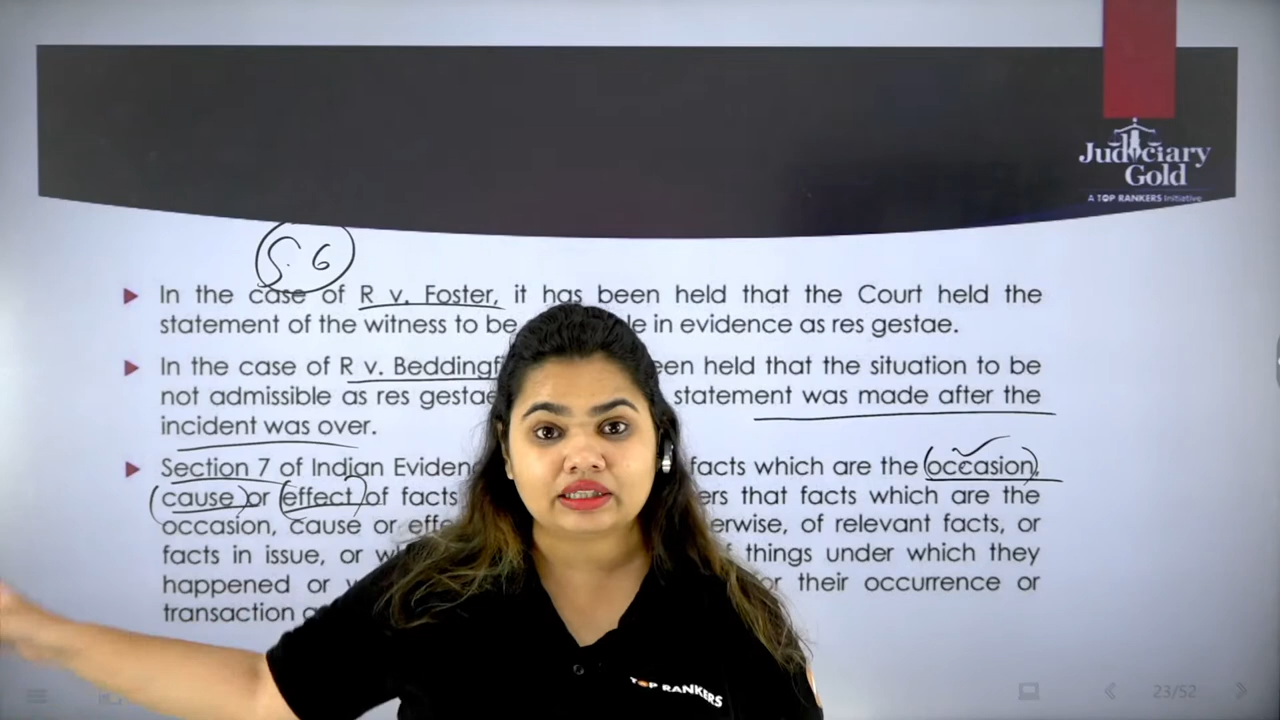 Judiciary
Gold
A TOP RANKERS Initiative
S. 6
In the case of R v. Foster, it has been held that the Court held the
statement of the witness to be in evidence as res gestae.
In the case of R v. Beddingf een held that the situation to be
not admissible as res gestae statement was made after the
incident was over.
Section 7 of Indian Eviden facts which are the occasion,
cause or effect of facts ers that facts which are the
occasion, cause or effe erwise, of relevant facts, or
facts in issue, or w f things under which they
happened or or their occurrence or
transaction
TOP RANKERS
23/52